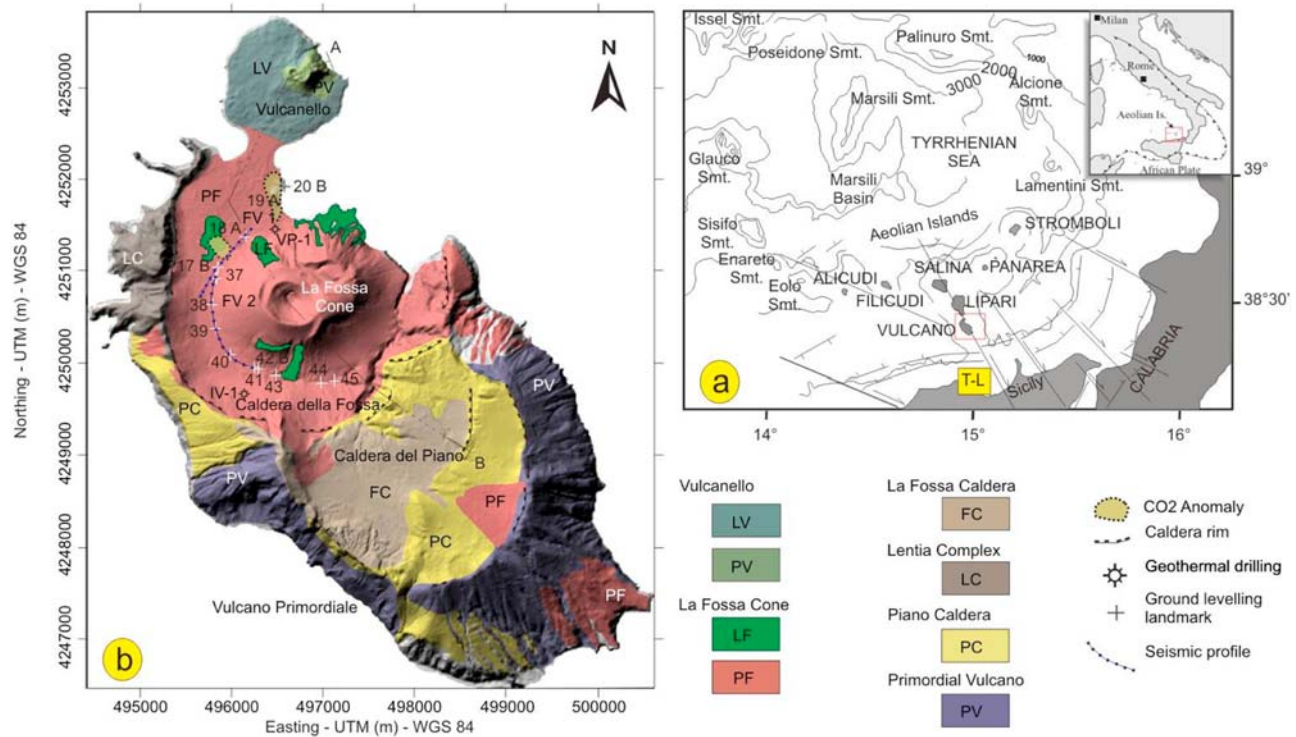 A
LV
PV
Vulcanello
N
PF
20 B
19 A
FV 1
18 A
VP-1
LF
LC
17 B
37
La Fossa
Cone
38
FV 2
39
40
42 B
41
43
44
45
IV-1
Caldera della Fossa
PV
PC
Caldera del Piano
B
PV
FC
PF
PC
Vulcano Primordiale
PF
b
4253000
4252000
4251000
4250000
4249000
4248000
4247000
Northing - UTM (m) - WGS 84
495000 496000 497000 498000 499000 500000
Easting - UTM (m) - WGS 84
Issel Smt.
Poseidone Smt.
Palinuro Smt.
1000
2000
3000
Alcione
Smt.
Marsili Smt.
TYRRHENIAN
SEA
Glauco
Smt.
Marsili
Basin
Lamentini Smt.
Sisifo
Smt.
Aeolian Islands
STROMBOLI
Enarete
Smt.
ALICUDI
SALINA
PANAREA
Eolo
Smt.
FILICUDI
LIPARI
VULCANO
CALABRIA
T-L
Sicily
a
Milan
Rome
Aeolian Is.
African Plate
39°
38°30'
14° 15° 16°
Vulcanello
LV
PV
La Fossa Cone
LF
PF
La Fossa Caldera
FC
Lentia Complex
LC
Piano Caldera
PC
Primordial Vulcano
PV
CO2 Anomaly
Caldera rim
Geothermal drilling
Ground levelling
landmark
Seismic profile